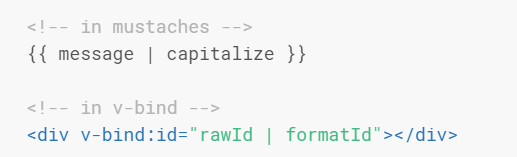 <!-- in mustaches -->
{{ message | capitalize }}
<!-- in v-bind -->
<div v-bind:id="rawId | formatId"></div>